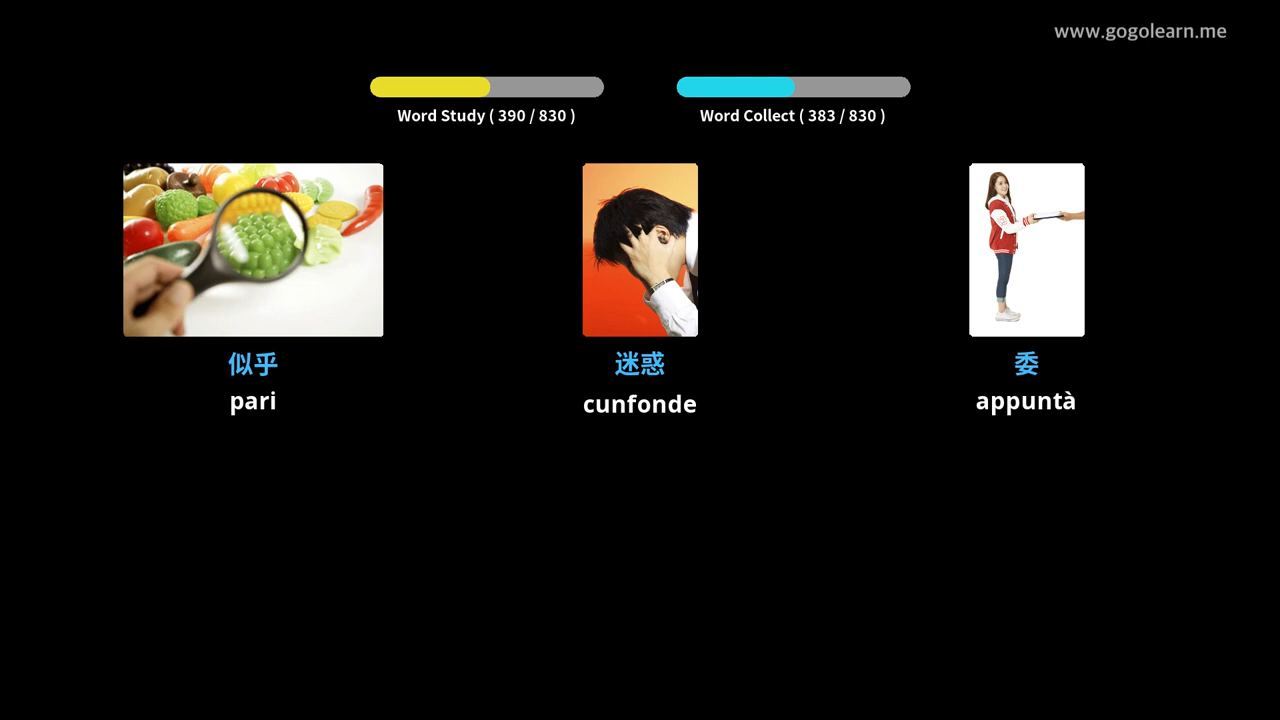 www.gogolearn.me
Word Study ( 390 / 830 )
Word Collect ( 383 / 830 )
似乎
pari
迷惑
cunfonde
委
appuntà